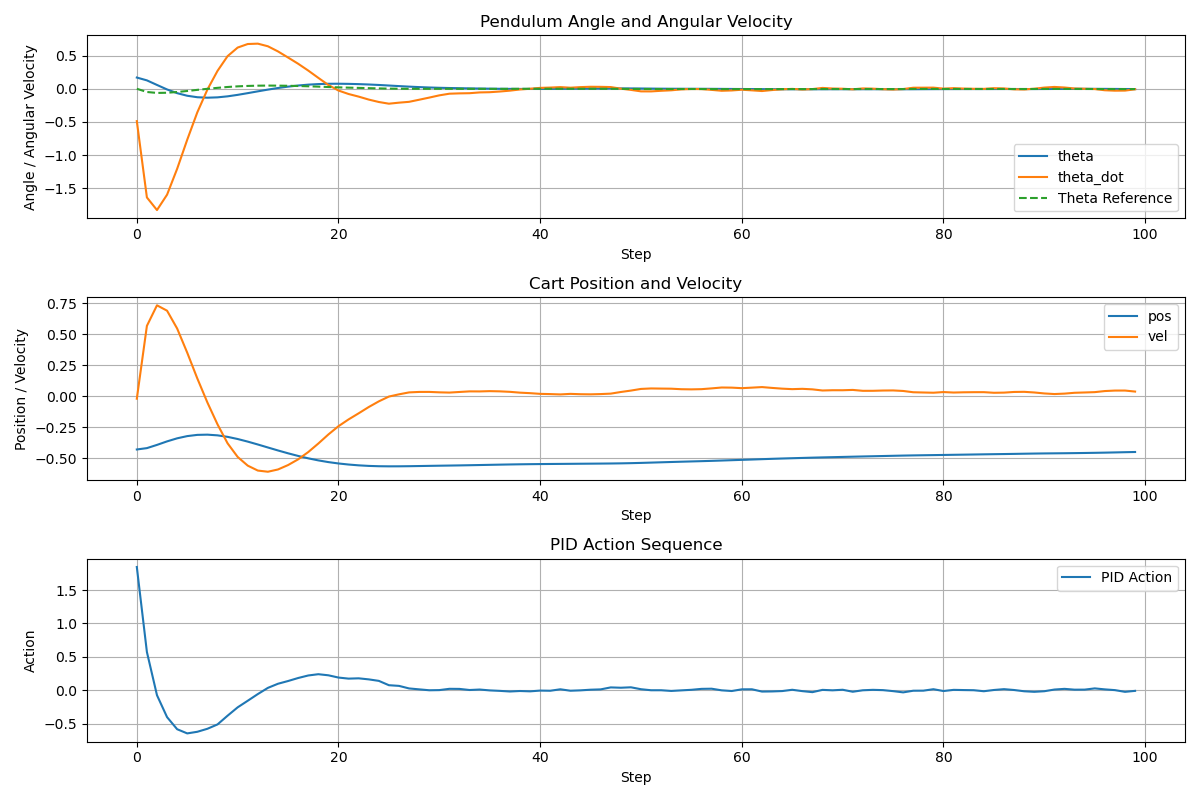 Pendulum Angle and Angular Velocity
Angle / Angular Velocity
0.5
0.0
−0.5
−1.0
−1.5
theta
theta_dot
Theta Reference
0 20 40 60 80 100
Step
Cart Position and Velocity
Position / Velocity
0.75
0.50
0.25
0.00
−0.25
−0.50
pos
vel
0 20 40 60 80 100
Step
PID Action Sequence
Action
1.5
1.0
0.5
0.0
−0.5
PID Action
0 20 40 60 80 100
Step